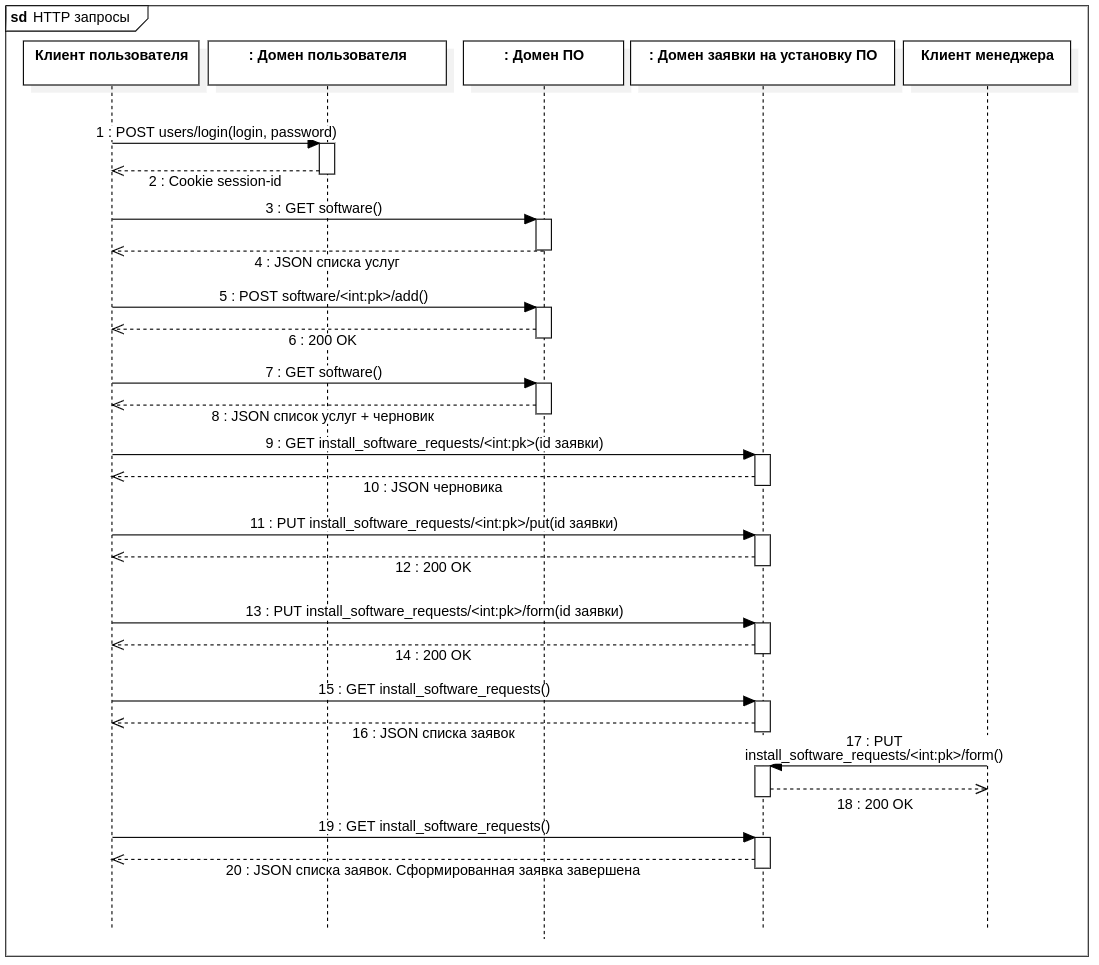 sd HTTP запросы
Клиент пользователя
: Домен пользователя
: Домен ПО
: Домен заявки на установку ПО
Клиент менеджера
1 : POST users/login(login, password)
2 : Cookie session-id
3 : GET software()
4 : JSON списка услуг
5 : POST software/<int:pk>/add()
6 : 200 OK
7 : GET software()
8 : JSON список услуг + черновик
9 : GET install_software_requests/<int:pk>(id заявки)
10 : JSON черновика
11 : PUT install_software_requests/<int:pk>/put(id заявки)
12 : 200 OK
13 : PUT install_software_requests/<int:pk>/form(id заявки)
14 : 200 OK
15 : GET install_software_requests()
16 : JSON списка заявок
17 : PUT
install_software_requests/<int:pk>/form()
18 : 200 OK
19 : GET install_software_requests()
20 : JSON списка заявок. Сформированная заявка завершена